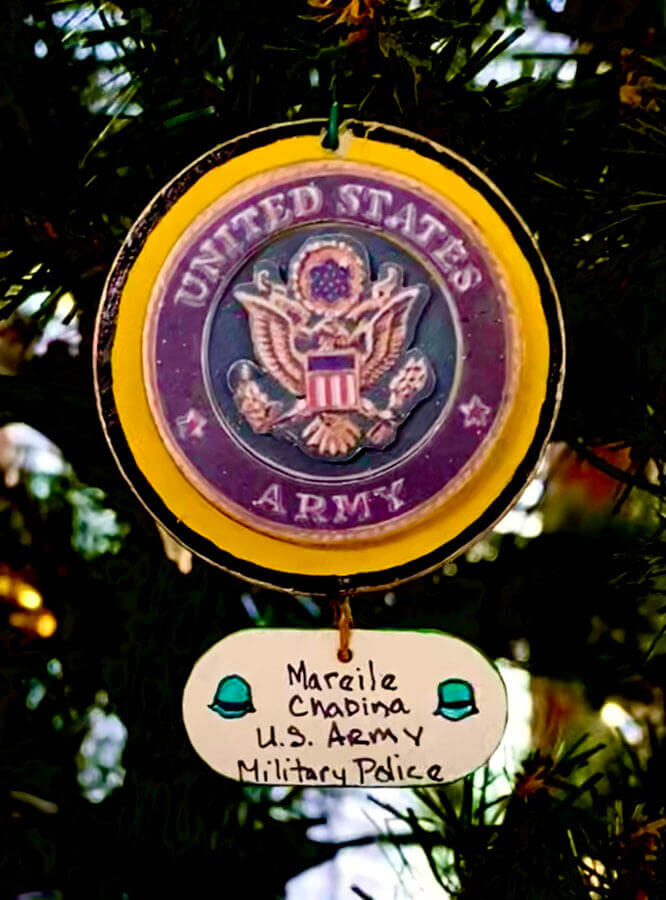 UNITED STATES
ARMY
Mareile
Chadina
U.S. ARMY
Military Police